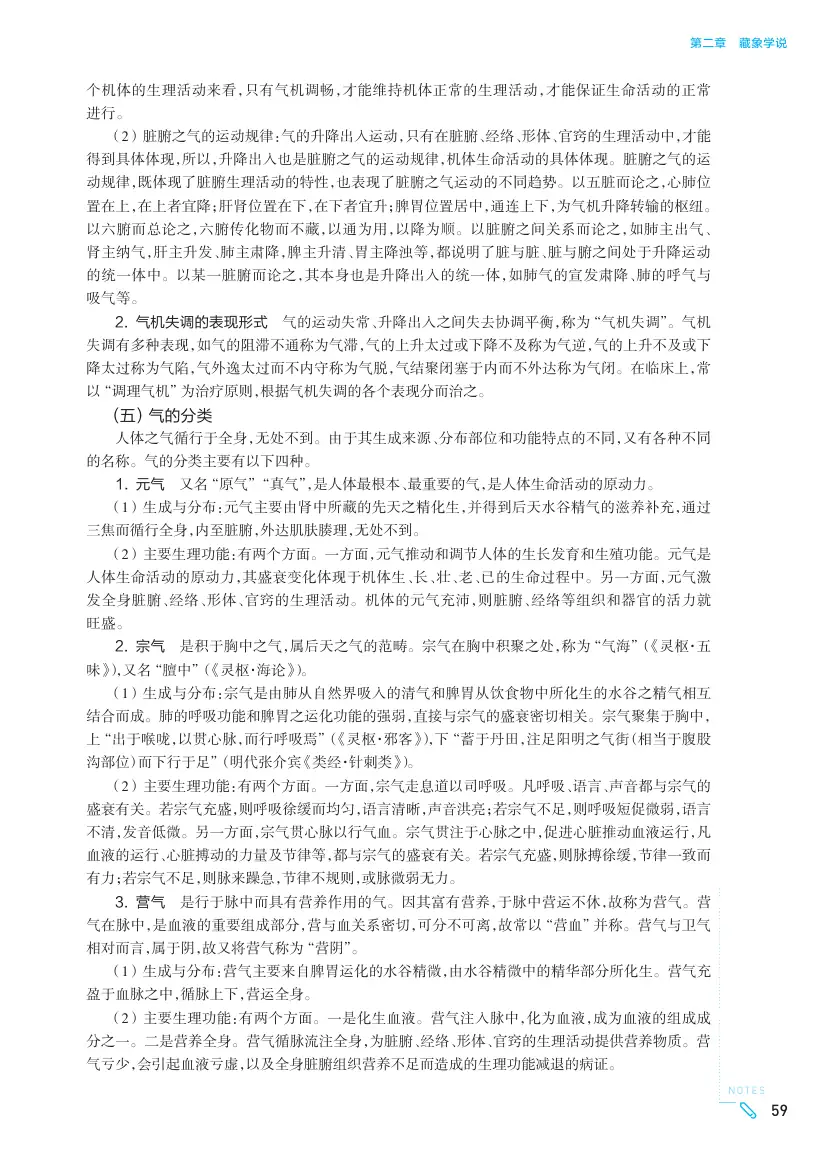 第二章　藏象学说
个机体的生理活动来看,只有气机调畅,才能维持机体正常的生理活动,才能保证生命活动的正常
进行。
（2）脏腑之气的运动规律:气的升降出入运动,只有在脏腑、经络、形体、官窍的生理活动中,才能
得到具体体现,所以,升降出入也是脏腑之气的运动规律,机体生命活动的具体体现。脏腑之气的运
动规律,既体现了脏腑生理活动的特性,也表现了脏腑之气运动的不同趋势。以五脏而论之,心肺位
置在上,在上者宜降;肝肾位置在下,在下者宜升;脾胃位置居中,通连上下,为气机升降转输的枢纽。
以六腑而总论之,六腑传化物而不藏,以通为用,以降为顺。以脏腑之间关系而论之,如肺主出气、
肾主纳气,肝主升发、肺主肃降,脾主升清、胃主降浊等,都说明了脏与脏、脏与腑之间处于升降运动
的统一体中。以某一脏腑而论之,其本身也是升降出入的统一体,如肺气的宣发肃降、肺的呼气与
吸气等。
2. 气机失调的表现形式　气的运动失常、升降出入之间失去协调平衡,称为“气机失调”。气机
失调有多种表现,如气的阻滞不通称为气滞,气的上升太过或下降不及称为气逆,气的上升不及或下
降太过称为气陷,气外逸太过而不内守称为气脱,气结聚闭塞于内而不外达称为气闭。在临床上,常
以“调理气机”为治疗原则,根据气机失调的各个表现分而治之。
（五）气的分类
人体之气循行于全身,无处不到。由于其生成来源、分布部位和功能特点的不同,又有各种不同
的名称。气的分类主要有以下四种。
1. 元气　又名“原气”“真气”,是人体最根本、最重要的气,是人体生命活动的原动力。
（1）生成与分布:元气主要由肾中所藏的先天之精化生,并得到后天水谷精气的滋养补充,通过
三焦而循行全身,内至脏腑,外达肌肤腠理,无处不到。
（2）主要生理功能:有两个方面。一方面,元气推动和调节人体的生长发育和生殖功能。元气是
人体生命活动的原动力,其盛衰变化体现于机体生、长、壮、老、已的生命过程中。另一方面,元气激
发全身脏腑、经络、形体、官窍的生理活动。机体的元气充沛,则脏腑、经络等组织和器官的活力就
旺盛。
2. 宗气　是积于胸中之气,属后天之气的范畴。宗气在胸中积聚之处,称为“气海”(《灵枢·五
味》),又名“膻中”(《灵枢·海论》)。
（1）生成与分布:宗气是由肺从自然界吸入的清气和脾胃从饮食物中所化生的水谷之精气相互
结合而成。肺的呼吸功能和脾胃之运化功能的强弱,直接与宗气的盛衰密切相关。宗气聚集于胸中,
上“出于喉咙,以贯心脉,而行呼吸焉”(《灵枢·邪客》),下“蓄于丹田,注足阳明之气街(相当于腹股
沟部位)而下行于足”(明代张介宾《类经·针刺类》)。
（2）主要生理功能:有两个方面。一方面,宗气走息道以司呼吸。凡呼吸、语言、声音都与宗气的
盛衰有关。若宗气充盛,则呼吸徐缓而均匀,语言清晰,声音洪亮;若宗气不足,则呼吸短促微弱,语言
不清,发音低微。另一方面,宗气贯心脉以行气血。宗气贯注于心脉之中,促进心脏推动血液运行,凡
血液的运行、心脏搏动的力量及节律等,都与宗气的盛衰有关。若宗气充盛,则脉搏徐缓,节律一致而
有力;若宗气不足,则脉来躁急,节律不规则,或脉微弱无力。
3. 营气　是行于脉中而具有营养作用的气。因其富有营养,于脉中营运不休,故称为营气。营
气在脉中,是血液的重要组成部分,营与血关系密切,可分不可离,故常以“营血”并称。营气与卫气
相对而言,属于阴,故又将营气称为“营阴”。
（1）生成与分布:营气主要来自脾胃运化的水谷精微,由水谷精微中的精华部分所化生。营气充
盈于血脉之中,循脉上下,营运全身。
（2）主要生理功能:有两个方面。一是化生血液。营气注入脉中,化为血液,成为血液的组成成
分之一。二是营养全身。营气循脉流注全身,为脏腑、经络、形体、官窍的生理活动提供营养物质。营
气亏少,会引起血液亏虚,以及全身脏腑组织营养不足而造成的生理功能减退的病证。
NOTES
59